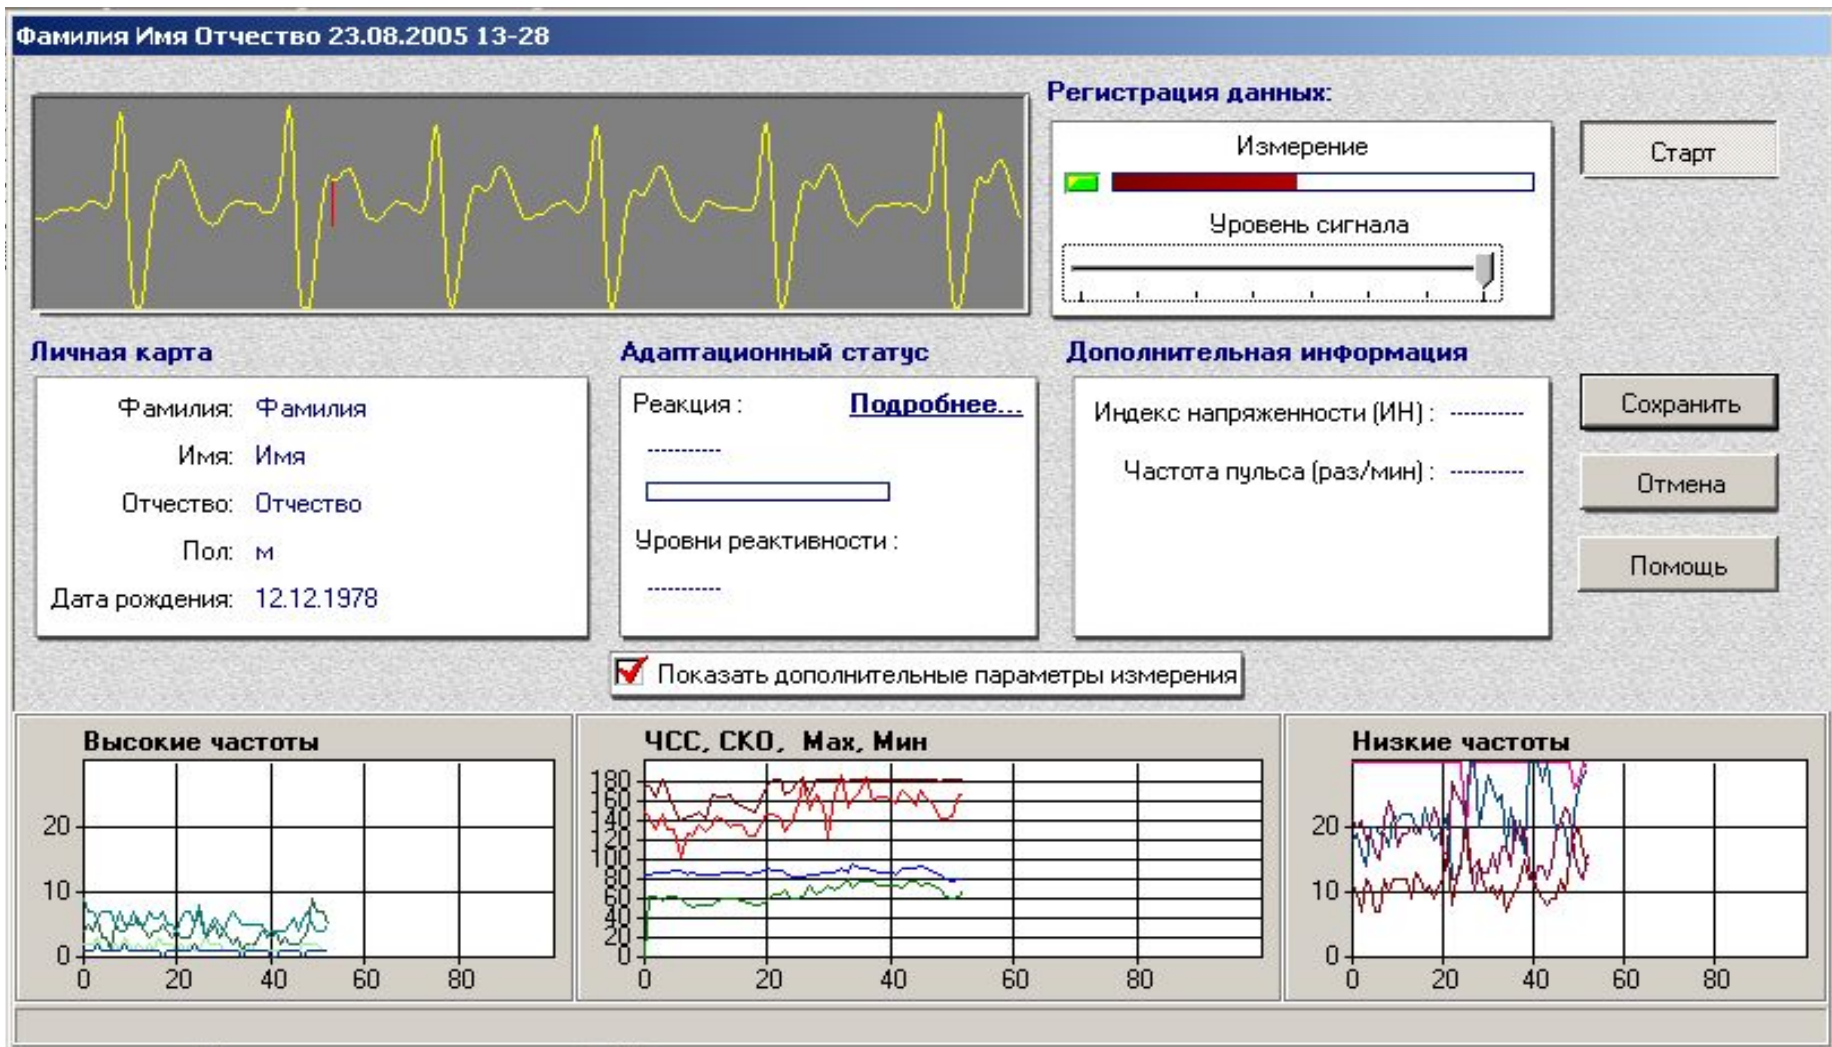 Фамилия Имя Отчество 23.08.2005 13-28
Регистрация данных:
Измерение
Старт
Уровень сигнала
Личная карта
Адаптационный статус
Дополнительная информация
Фамилия: Фамилия
Имя: Имя
Отчество: Отчество
Пол: м
Дата рождения: 12.12.1978
Реакция : Подробнее...
----------
Уровни реактивности :
----------
Индекс напряженности (ИН) : ----------
Частота пульса (раз/мин) : ----------
Сохранить
Отмена
Помощь
Показать дополнительные параметры измерения
Высокие частоты
20
10
0
0 20 40 60 80
ЧСС, СКО, Мах, Мин
180
160
140
120
100
80
60
40
20
0
0 20 40 60 80
Низкие частоты
20
10
0
0 20 40 60 80